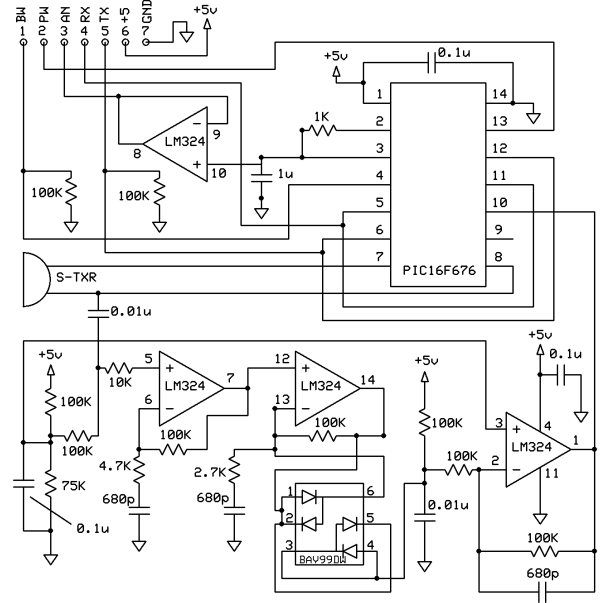 BW PW AN RX TX +5 GND
1 2 3 4 5 6 7
+5v
+5v
0.1u
1 14
1K
2 13
9
LM324
8
10
3 12
1u
100K
100K
4 11
5 10
6 9
7 8
PIC16F676
S-TXR
0.01u
+5v
0.1u
+5v
5
LM324
7
12
LM324
14
+5v
10K
6
13
100K
100K
100K
100K
100K
3
4
LM324
1
100K
2
11
4.7K
2.7K
75K
680p
680p
0.1u
1 6
2 5
3 4
BAV99DW
0.01u
100K
680p